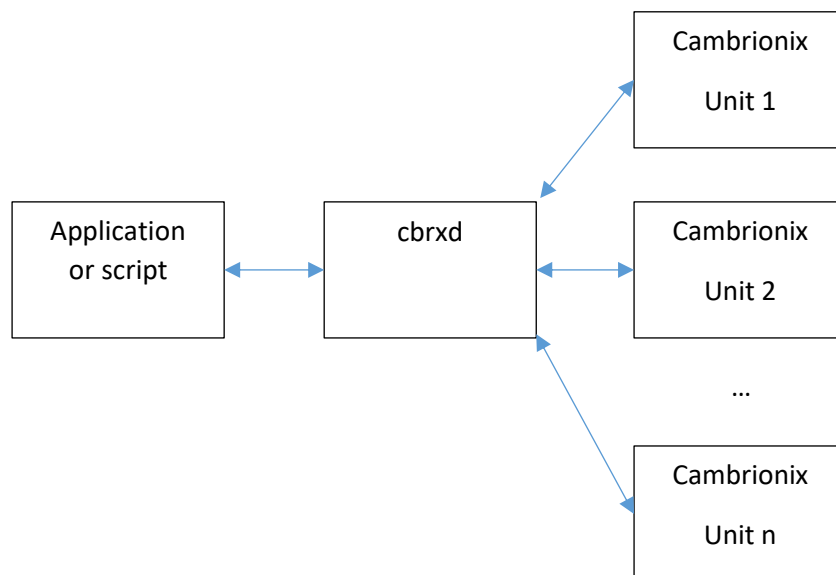 Cambrionix
Unit 1
Application
or script
cbrxd
Cambrionix
Unit 2
...
Cambrionix
Unit n